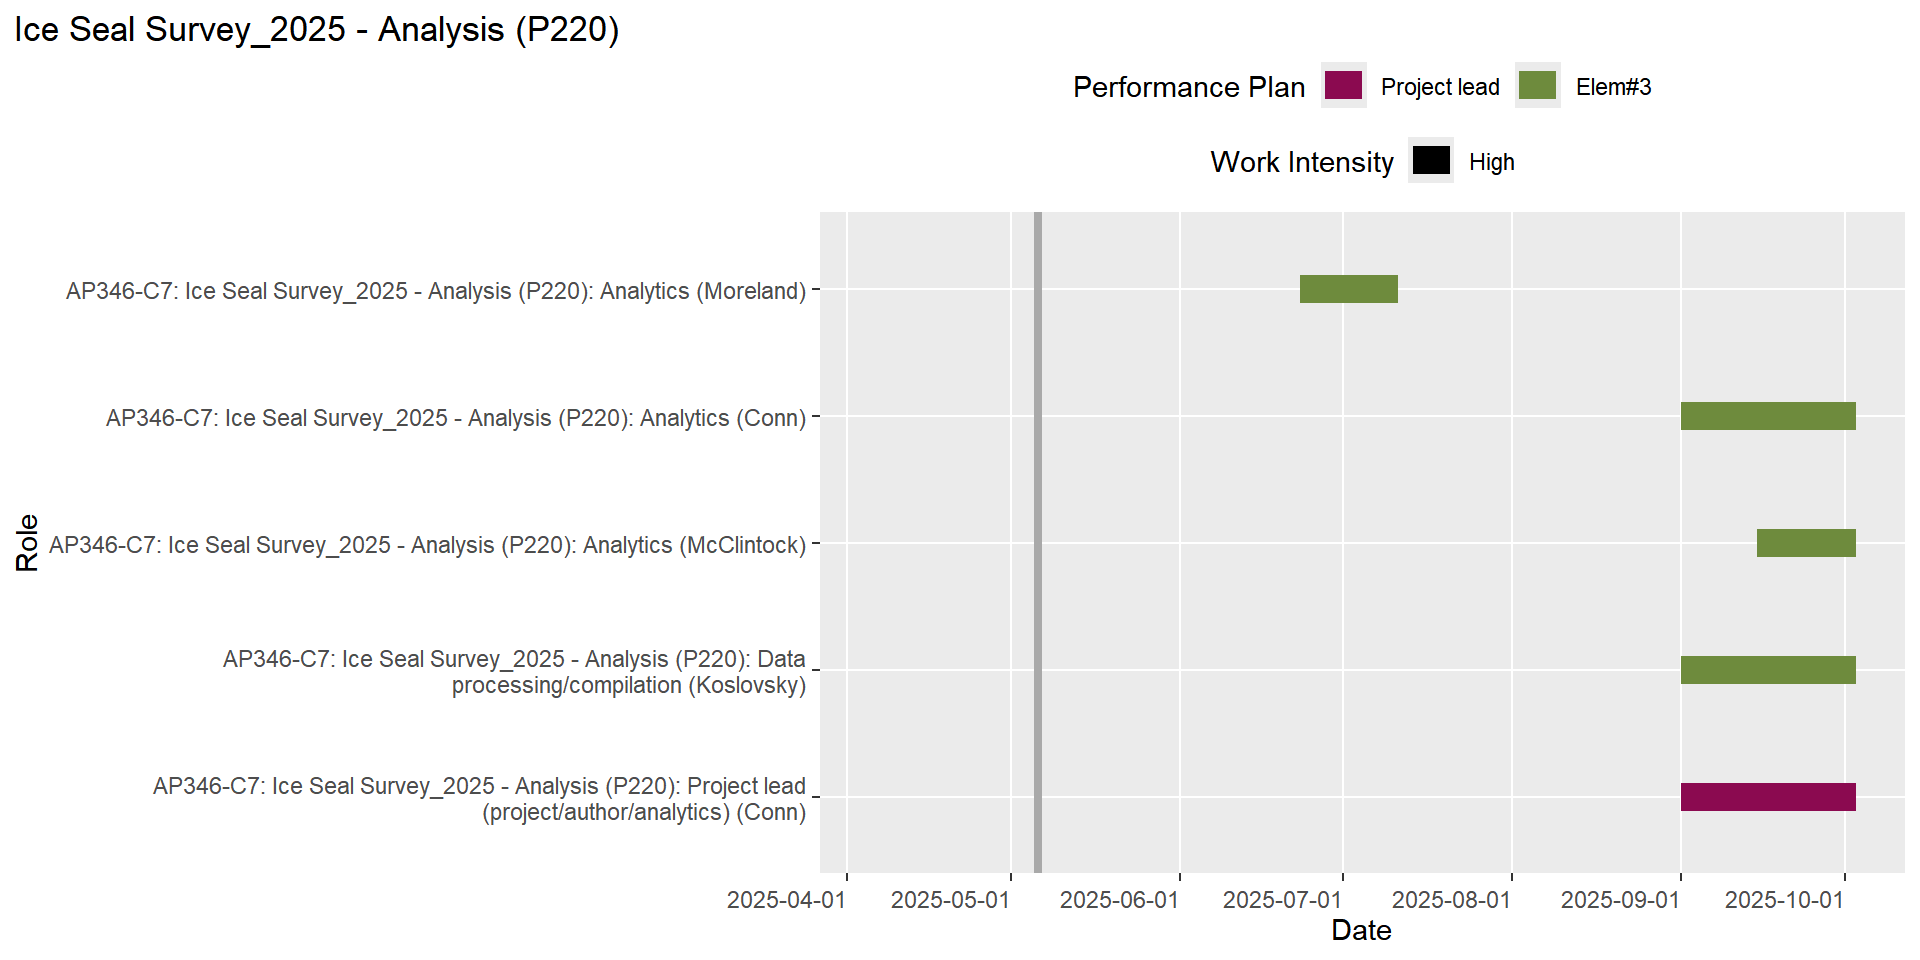 Ice Seal Survey_2025 - Analysis (P220)
Performance Plan Project lead Elem#3
Work Intensity High
AP346-C7: Ice Seal Survey_2025 - Analysis (P220): Analytics (Moreland)
AP346-C7: Ice Seal Survey_2025 - Analysis (P220): Analytics (Conn)
AP346-C7: Ice Seal Survey_2025 - Analysis (P220): Analytics (McClintock)
AP346-C7: Ice Seal Survey_2025 - Analysis (P220): Data
processing/compilation (Koslovsky)
AP346-C7: Ice Seal Survey_2025 - Analysis (P220): Project lead
(project/author/analytics) (Conn)
Role
2025-04-01 2025-05-01 2025-06-01 2025-07-01 2025-08-01 2025-09-01 2025-10-01
Date